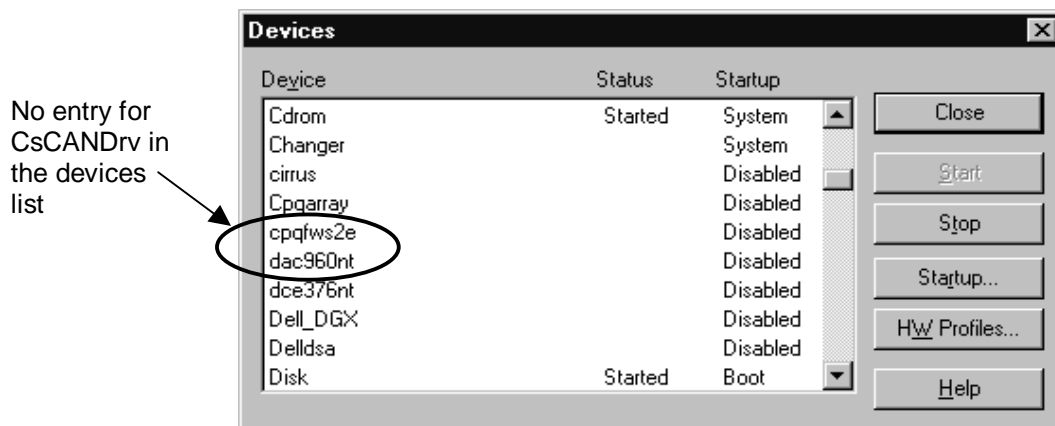 Devices
Device Status Startup
No entry for
CsCANDrv in
the devices
list
Cdrom Started System
Changer System
cirrus Disabled
Cpqarray Disabled
cpqfws2e Disabled
dac960nt Disabled
dce376nt Disabled
Dell_DGX Disabled
Delldsa Disabled
Disk Started Boot
Close
Start
Stop
Startup...
HW Profiles...
Help